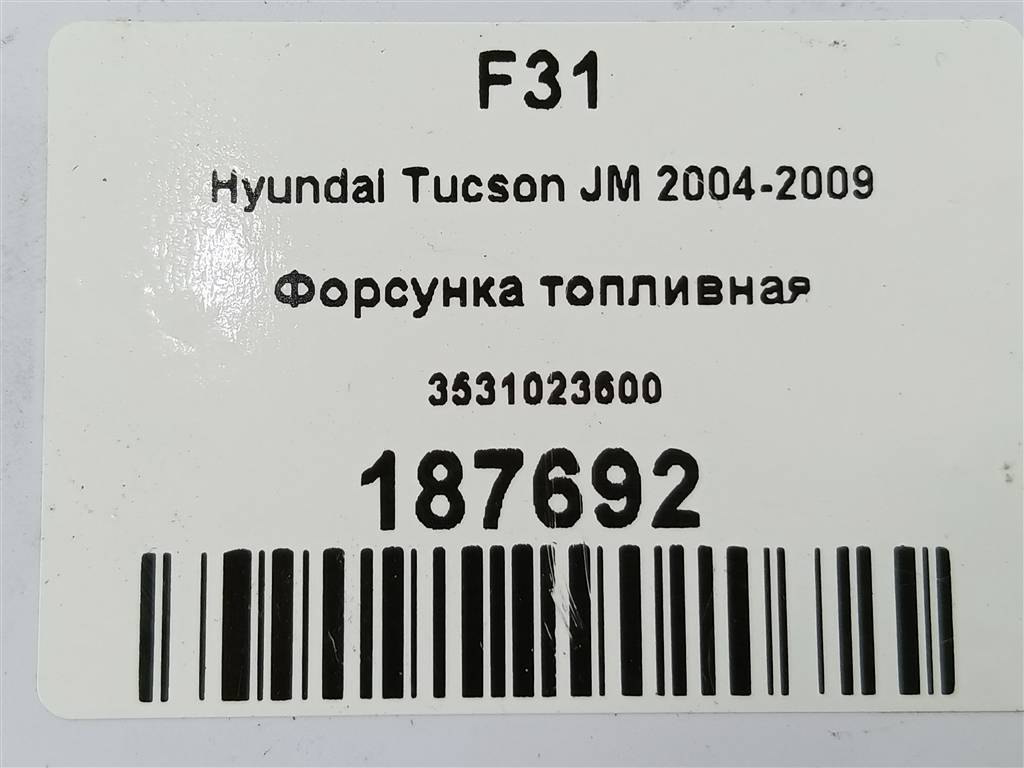 F31
Hyundai Tucson JM 2004-2009
Форсунка топливная
3531023600
187692